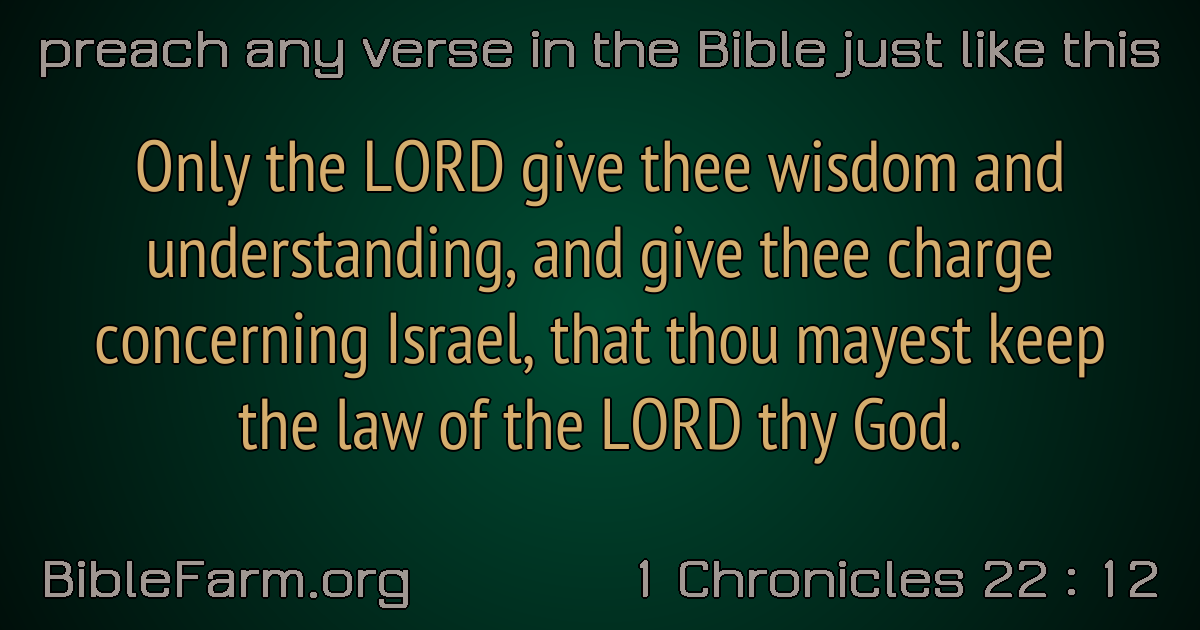 preach any verse in the Bible just like this
Only the LORD give thee wisdom and
understanding, and give thee charge
concerning Israel, that thou mayest keep
the law of the LORD thy God.
BibleFarm.org
1 Chronicles 22 : 12